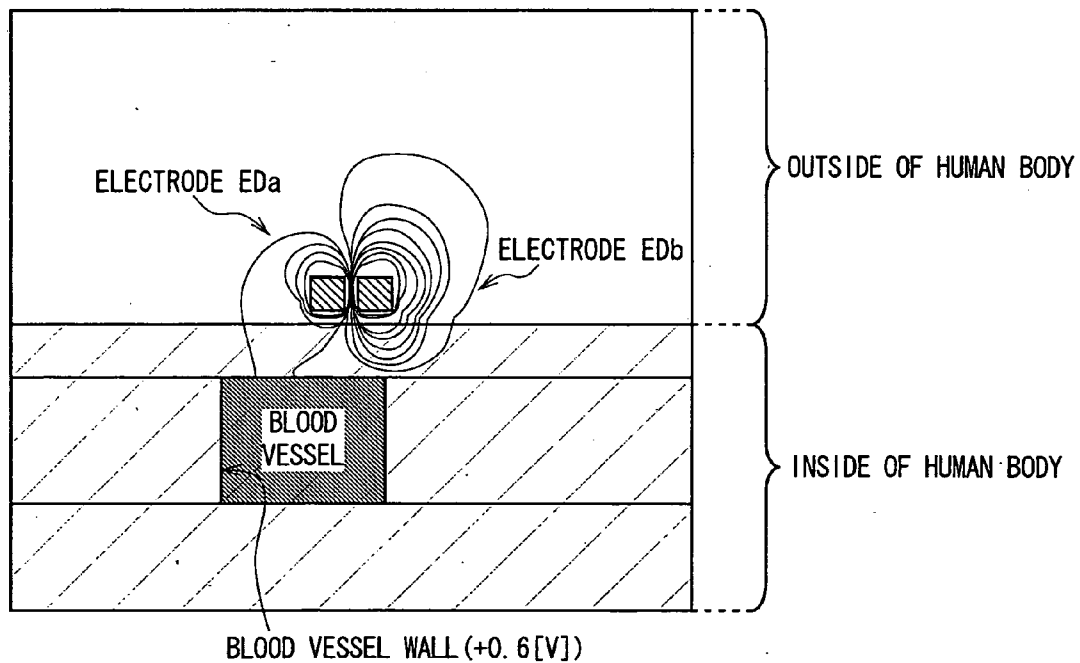 ELECTRODE EDa
OUTSIDE OF HUMAN BODY
ELECTRODE EDb
BLOOD
VESSEL
INSIDE OF HUMAN BODY
BLOOD VESSEL WALL(+0.6[V])